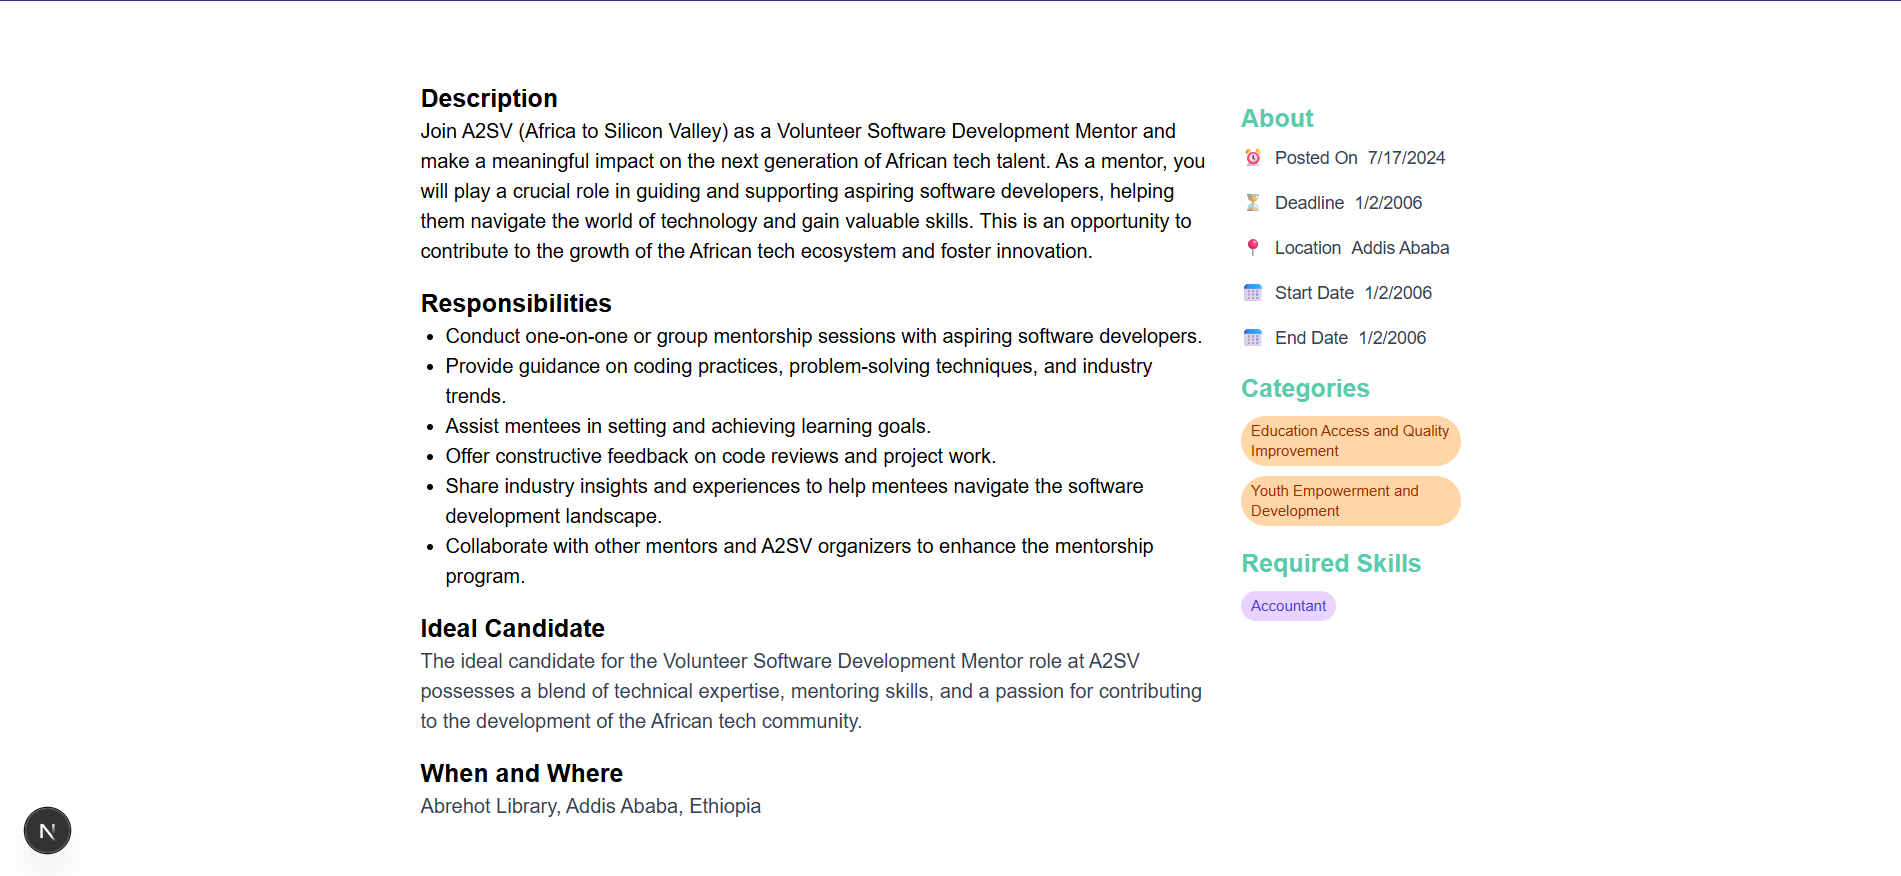 Description
Join A2SV (Africa to Silicon Valley) as a Volunteer Software Development Mentor and
make a meaningful impact on the next generation of African tech talent. As a mentor, you
will play a crucial role in guiding and supporting aspiring software developers, helping
them navigate the world of technology and gain valuable skills. This is an opportunity to
contribute to the growth of the African tech ecosystem and foster innovation.
Responsibilities
• Conduct one-on-one or group mentorship sessions with aspiring software developers.
• Provide guidance on coding practices, problem-solving techniques, and industry
trends.
• Assist mentees in setting and achieving learning goals.
• Offer constructive feedback on code reviews and project work.
• Share industry insights and experiences to help mentees navigate the software
development landscape.
• Collaborate with other mentors and A2SV organizers to enhance the mentorship
program.
Ideal Candidate
The ideal candidate for the Volunteer Software Development Mentor role at A2SV
possesses a blend of technical expertise, mentoring skills, and a passion for contributing
to the development of the African tech community.
When and Where
Abrehot Library, Addis Ababa, Ethiopia
About
Posted On 7/17/2024
Deadline 1/2/2006
Location Addis Ababa
Start Date 1/2/2006
End Date 1/2/2006
Categories
Education Access and Quality
Improvement
Youth Empowerment and
Development
Required Skills
Accountant
N